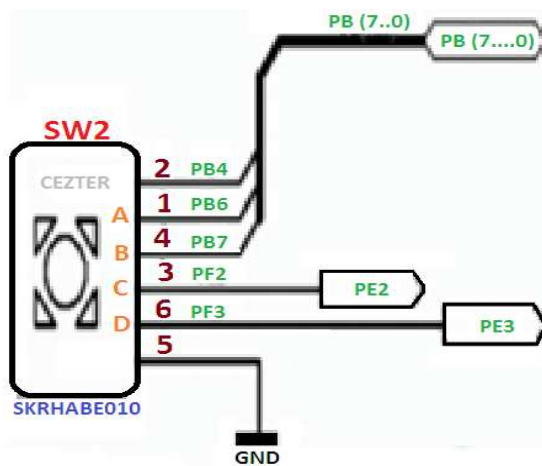 PB (7..0)
PB (7....0)
SW2
CEZTER
2 PB4
A 1 PB6
B 4 PB7
C 3 PF2
PE2
D 6 PF3
PE3
5
SKRHABE010
GND